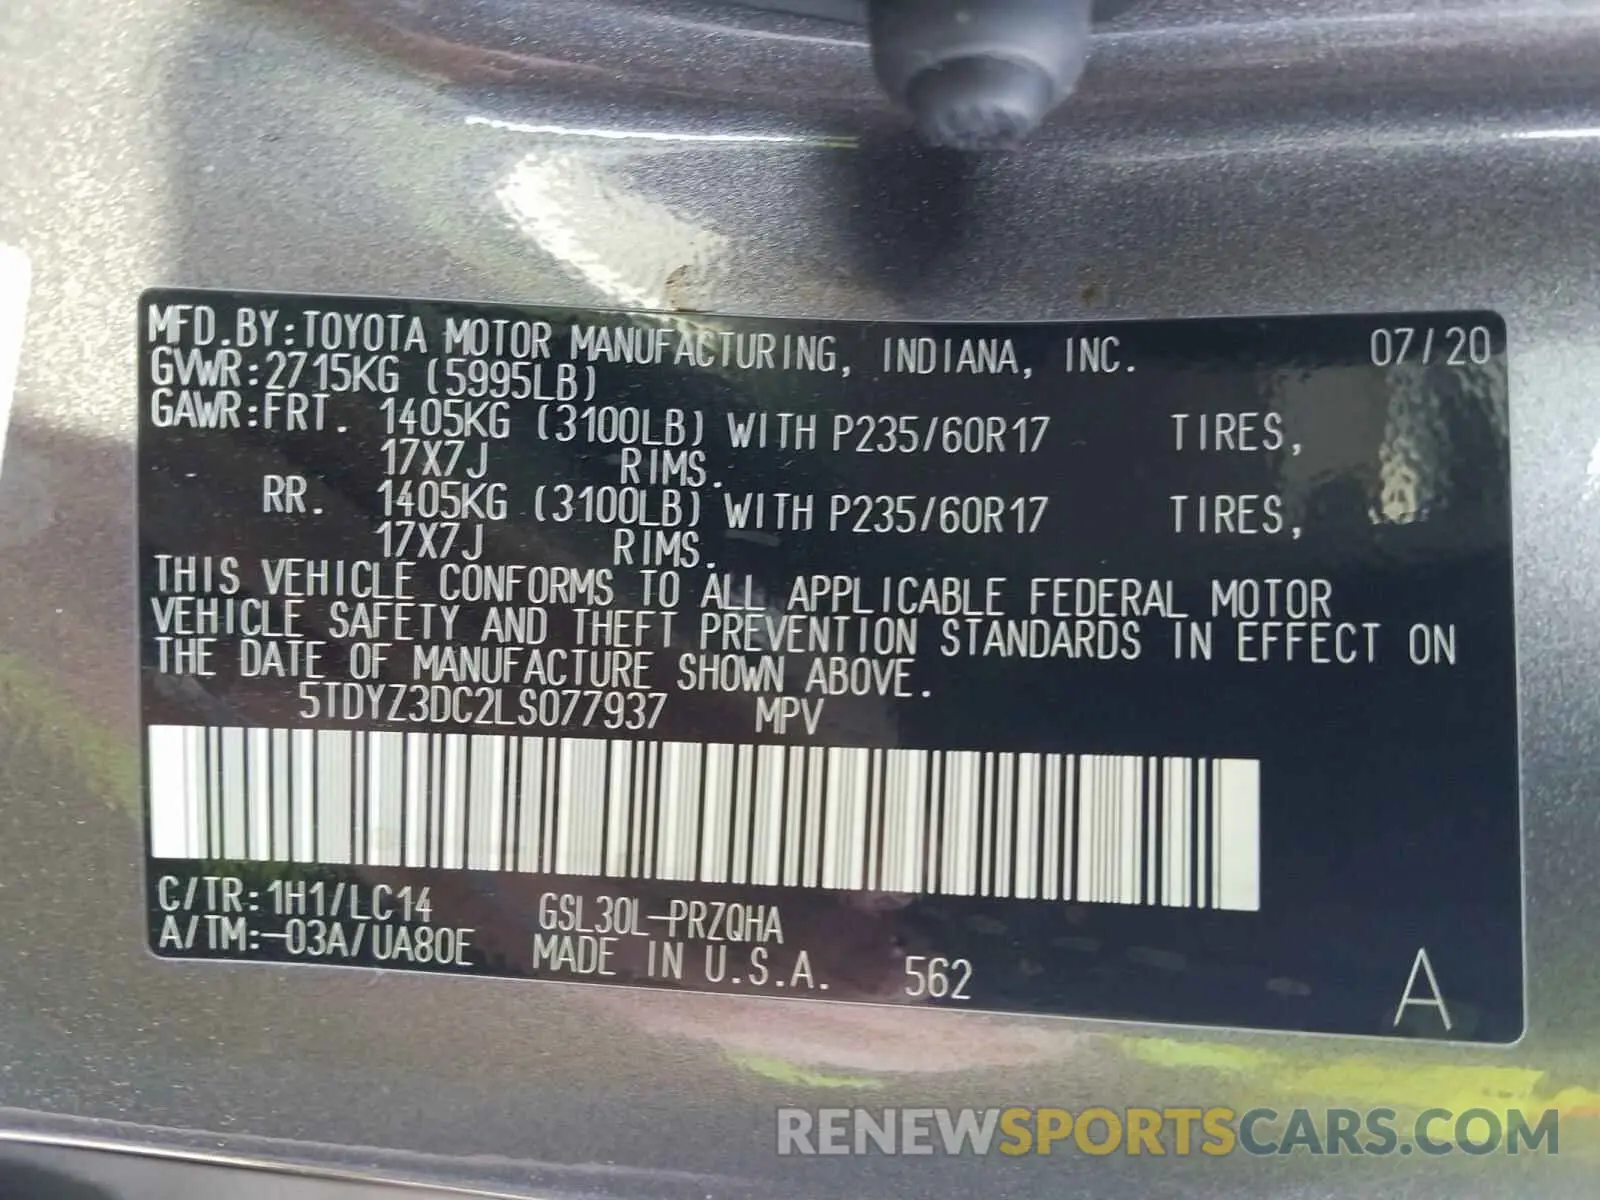 MFD.BY:TOYOTA MOTOR MANUFACTURING, INDIANA, INC. 07/20
GVWR:2715KG (5995LB)
GAWR:FRT. 1405KG (3100LB) WITH P235/60R17 TIRES,
17X7J RIMS.
RR. 1405KG (3100LB) WITH P235/60R17 TIRES,
17X7J RIMS.
THIS VEHICLE CONFORMS TO ALL APPLICABLE FEDERAL MOTOR
VEHICLE SAFETY AND THEFT PREVENTION STANDARDS IN EFFECT ON
THE DATE OF MANUFACTURE SHOWN ABOVE.
5TDYZ3DC2LS077937 MPV
C/TR:1H1/LC14 GSL30L-PRZQHA
A/TM:-03A/UA80E MADE IN U.S.A. 562 A
RENEWSPORTSCARS.COM